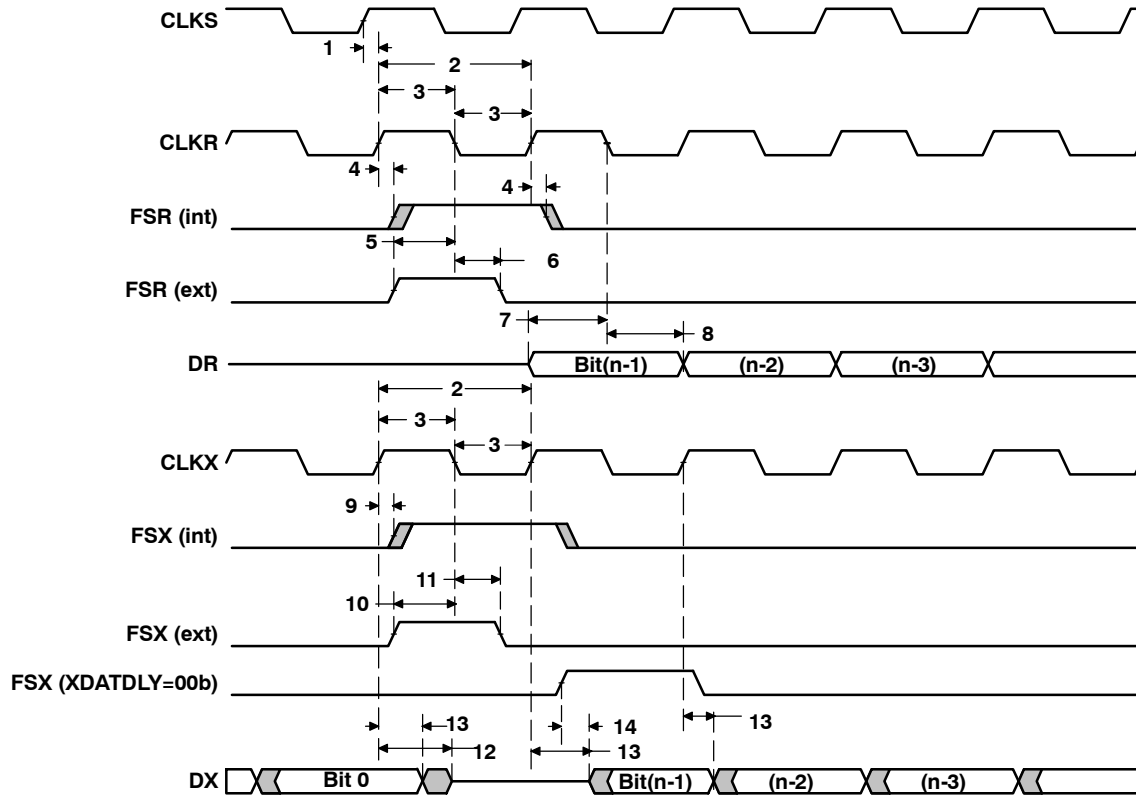 CLKS
1
2
3
3
CLKR
4
4
FSR (int)
5
6
FSR (ext)
7
8
DR Bit(n-1) (n-2) (n-3)
2
3
3
CLKX
9
FSX (int)
11
10
FSX (ext)
FSX (XDATDLY=00b)
13 14 13
12 13
DX Bit 0 Bit(n-1) (n-2) (n-3)